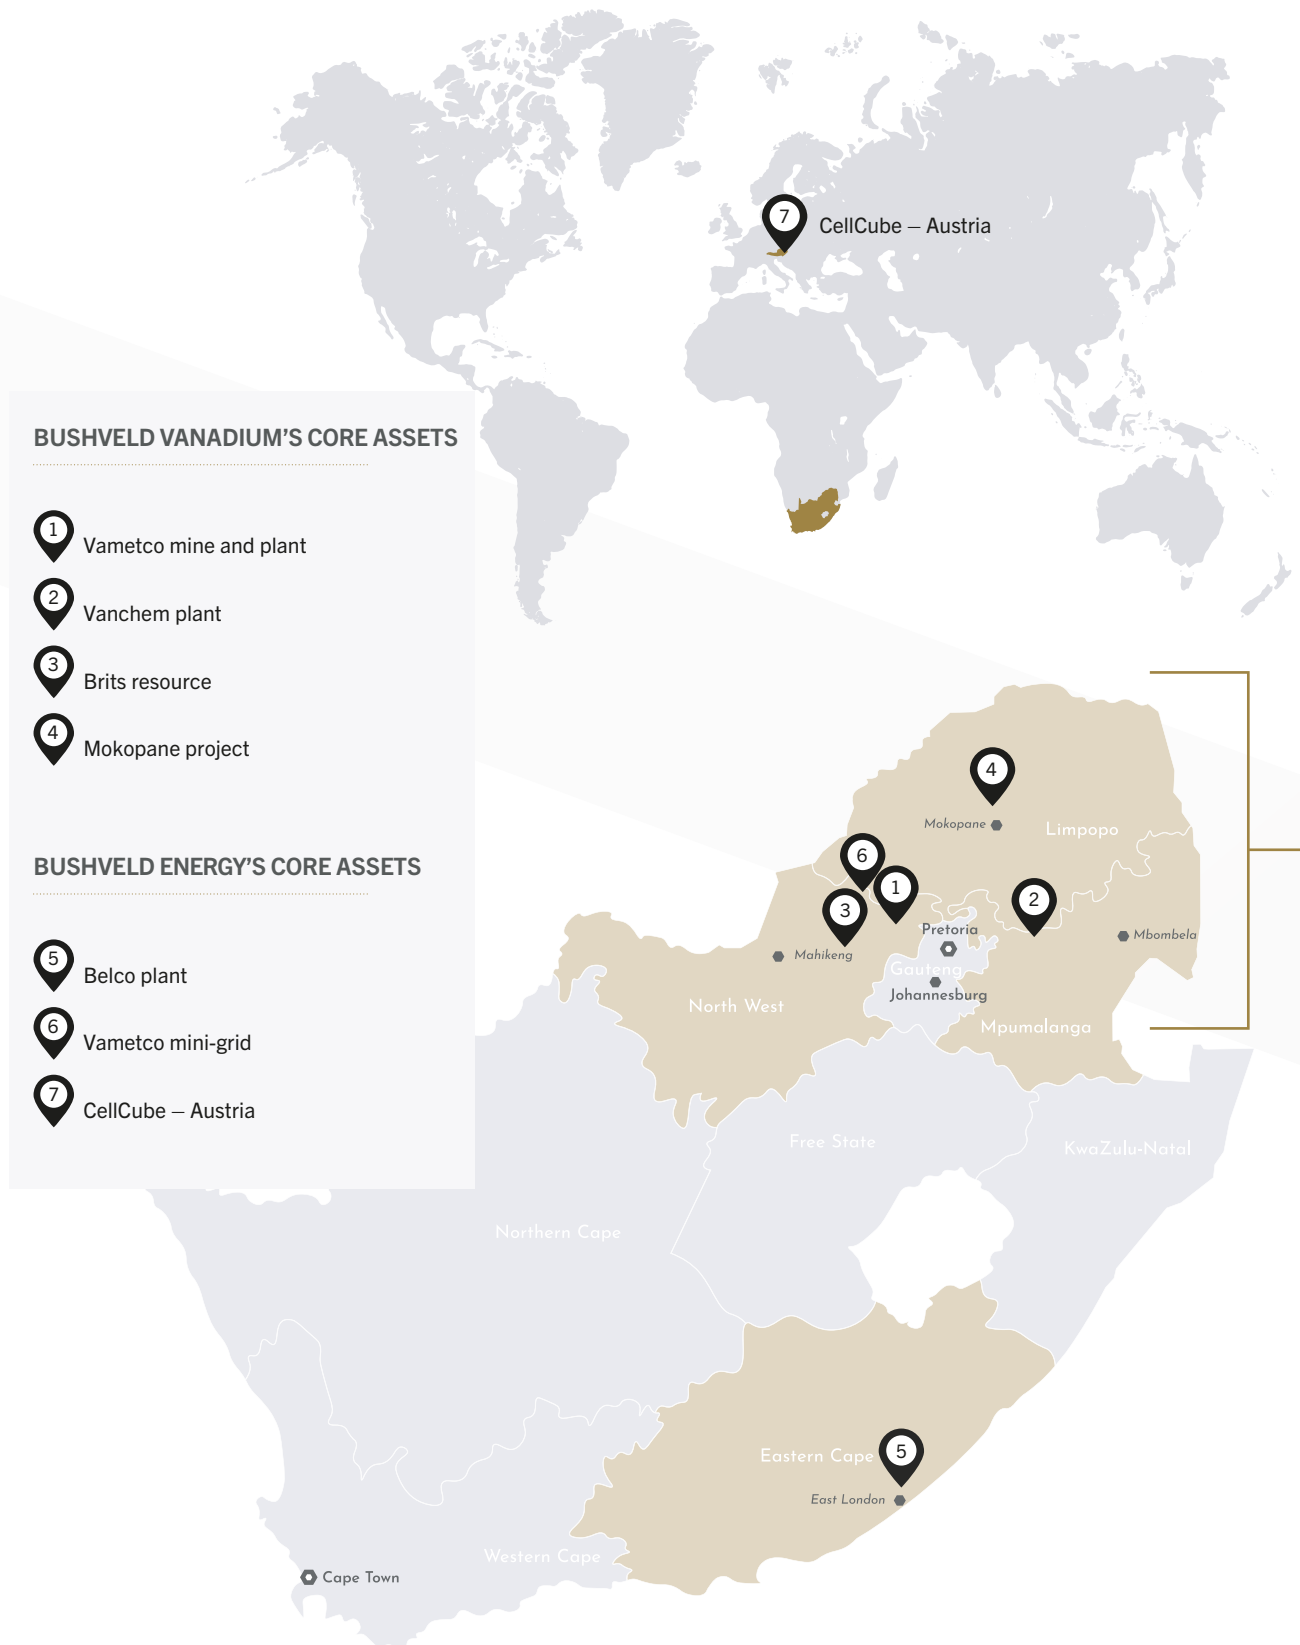 7
CellCube – Austria
BUSHVELD VANADIUM'S CORE ASSETS
1
Vametco mine and plant
2
Vanchem plant
3
Brits resource
4
Mokopane project
BUSHVELD ENERGY'S CORE ASSETS
5
Belco plant
6
Vametco mini-grid
7
CellCube – Austria
4
Mokopane
Limpopo
6
1
3
2
Pretoria
Mbombela
Mahikeng
Gauteng
Johannesburg
North West
Mpumalanga
Free State
KwaZulu-Natal
Northern Cape
Eastern Cape
5
East London
Western Cape
Cape Town